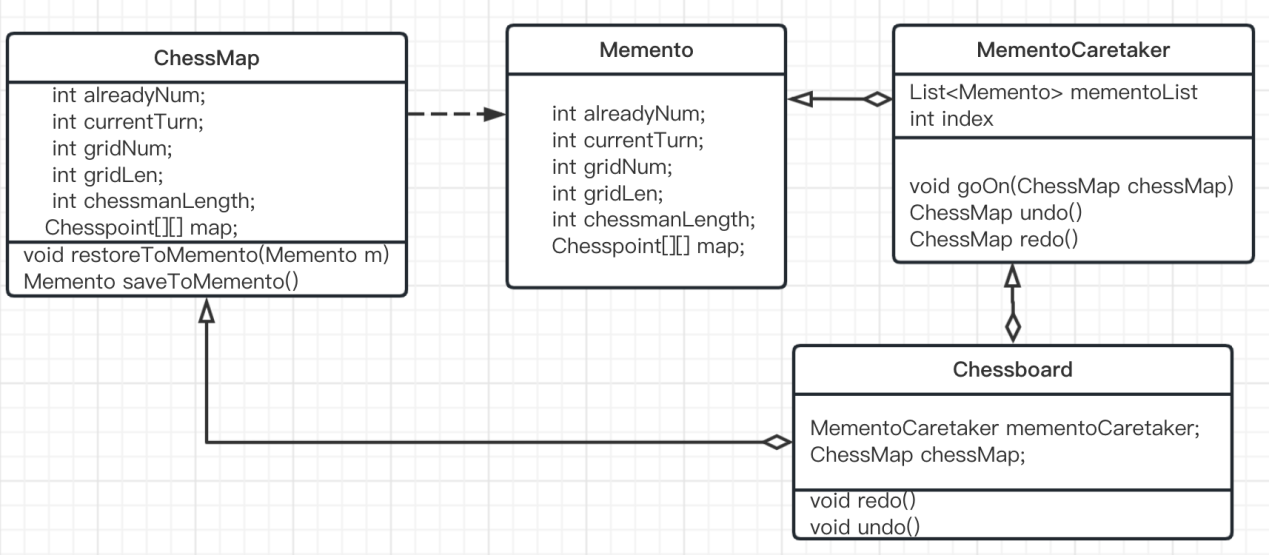 ChessMap
int alreadyNum;
int currentTurn;
int gridNum;
int gridLen;
int chessmanLength;
Chesspoint[][] map;
void restoreToMemento(Memento m)
Memento saveToMemento()
Memento
int alreadyNum;
int currentTurn;
int gridNum;
int gridLen;
int chessmanLength;
Chesspoint[][] map;
MementoCaretaker
List<Memento> mementoList
int index
void goOn(ChessMap chessMap)
ChessMap undo()
ChessMap redo()
Chessboard
MementoCaretaker mementoCaretaker;
ChessMap chessMap;
void redo()
void undo()